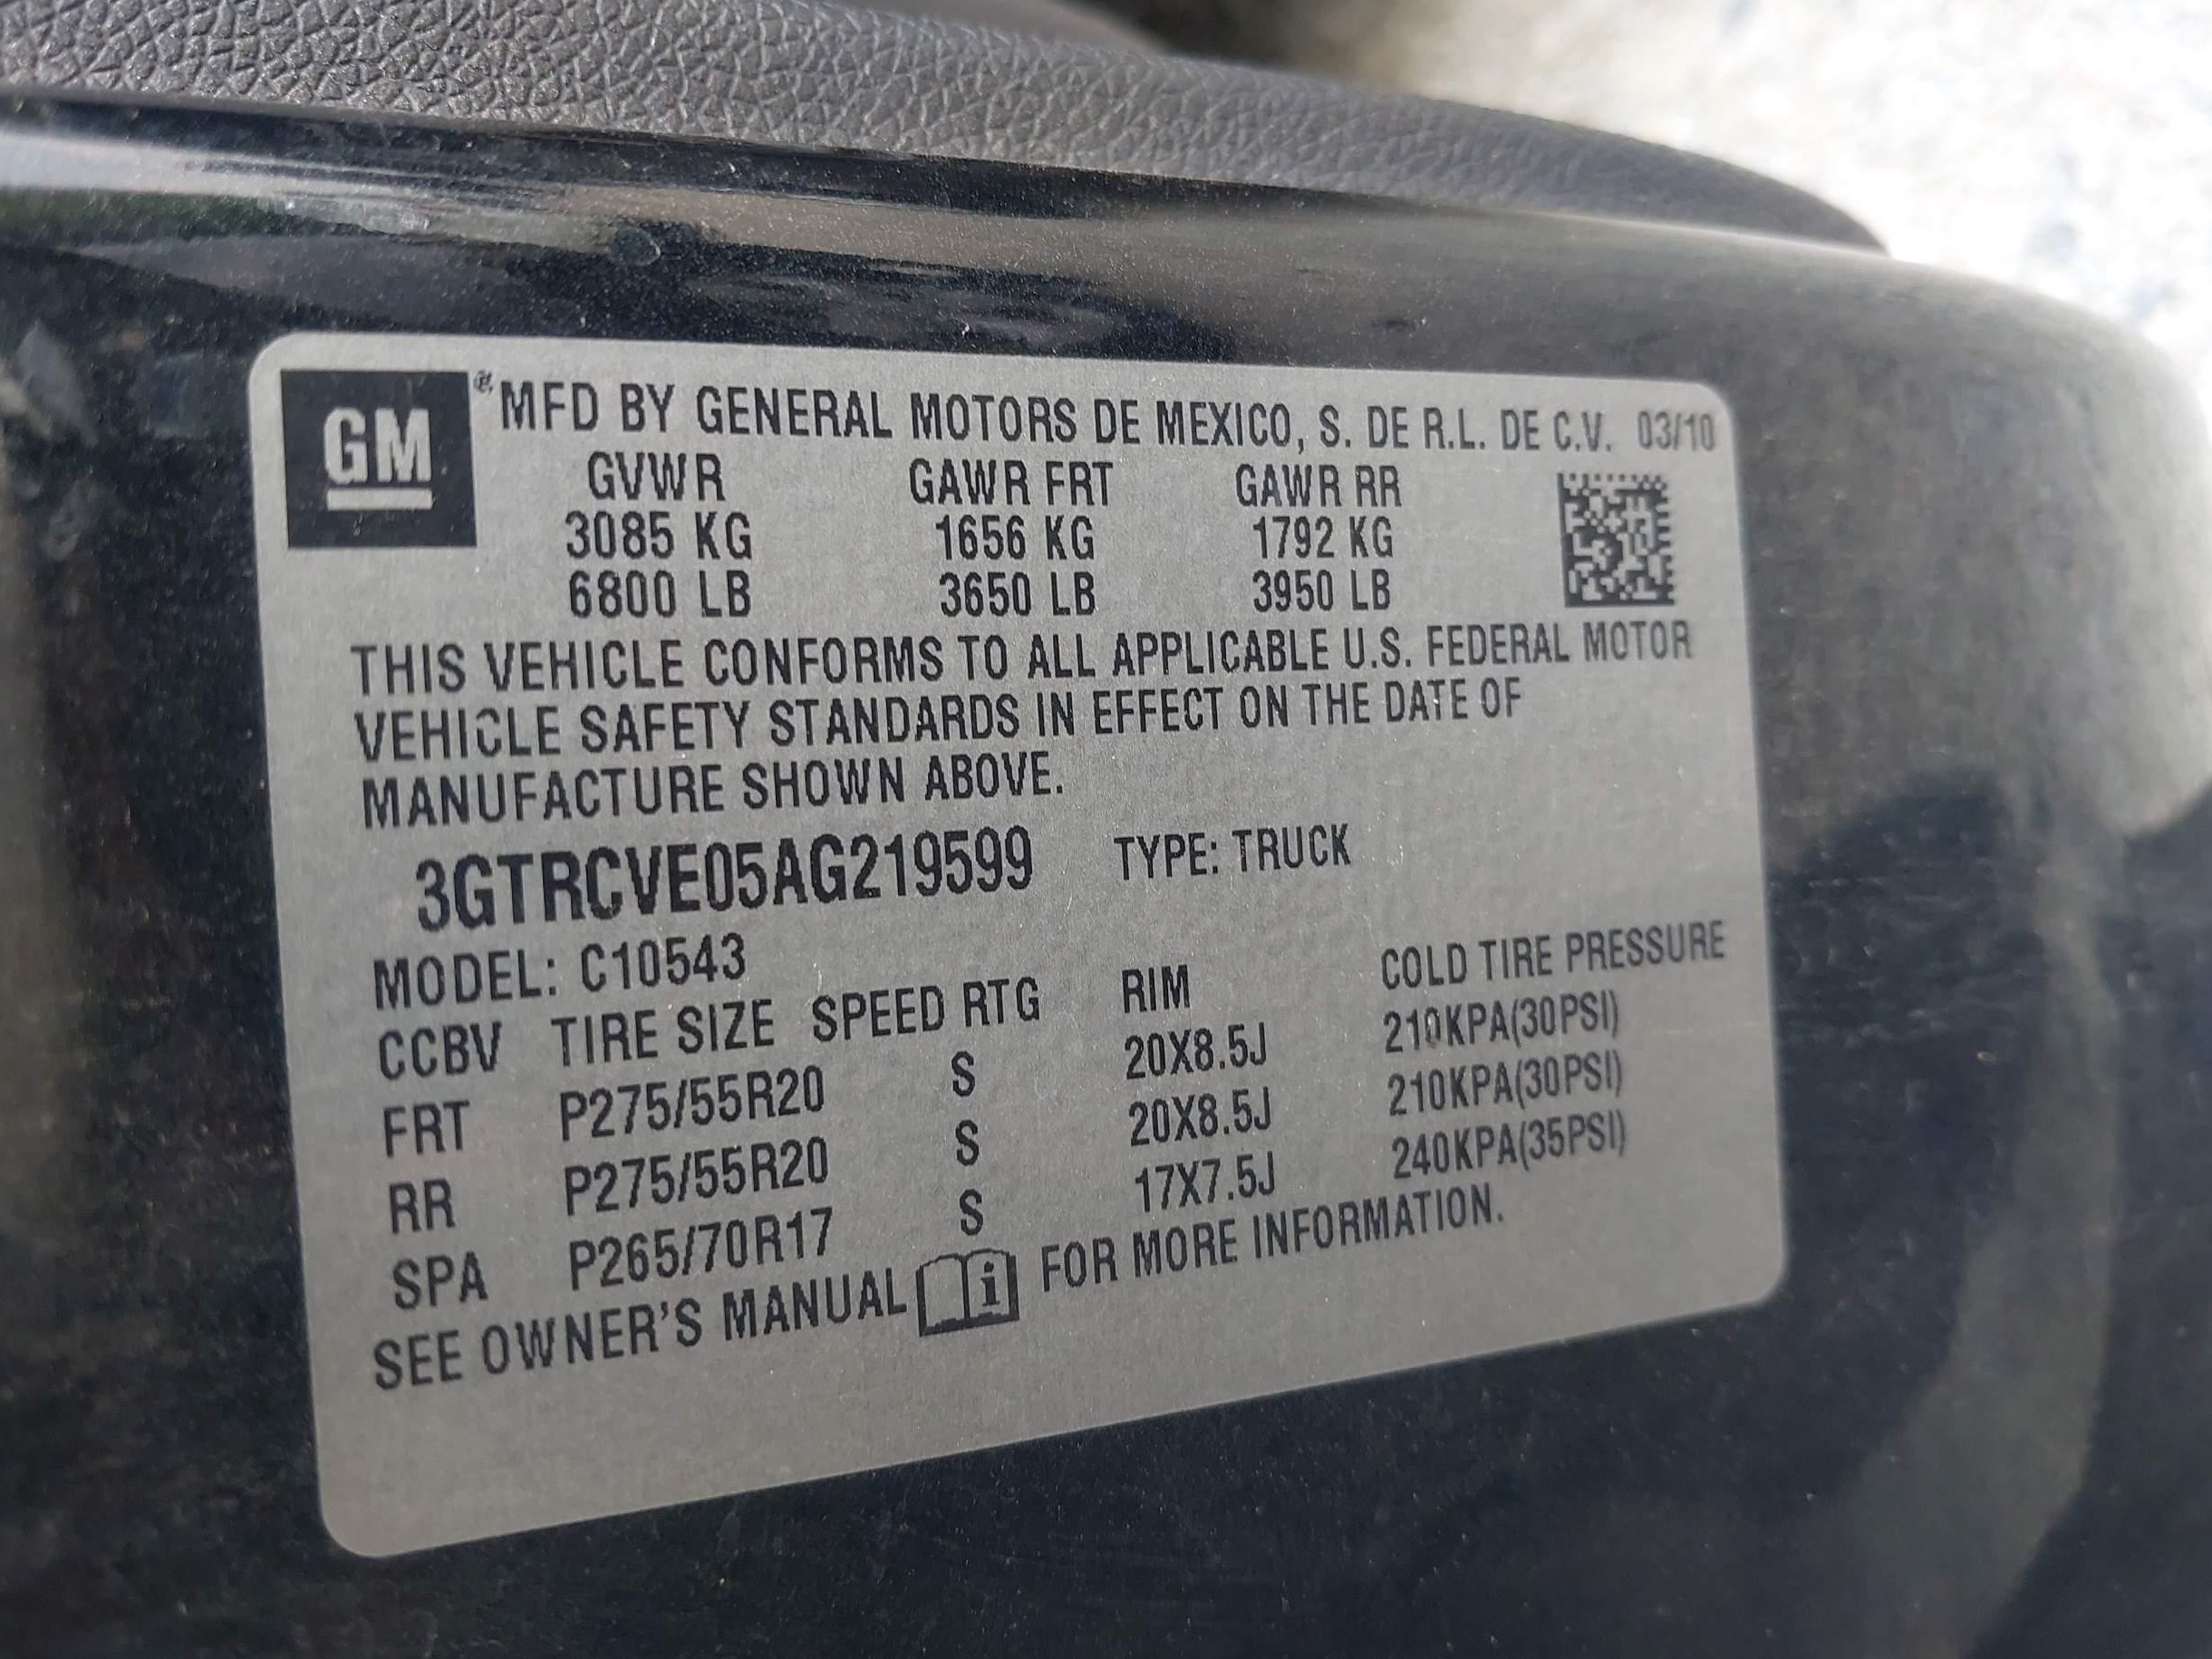 GM
® MFD BY GENERAL MOTORS DE MEXICO, S. DE R.L. DE C.V. 03/10
GVWR GAWR FRT GAWR RR
3085 KG 1656 KG 1792 KG
6800 LB 3650 LB 3950 LB
THIS VEHICLE CONFORMS TO ALL APPLICABLE U.S. FEDERAL MOTOR
VEHICLE SAFETY STANDARDS IN EFFECT ON THE DATE OF
MANUFACTURE SHOWN ABOVE.
3GTRCVE05AG219599 TYPE: TRUCK
MODEL: C10543
CCBV TIRE SIZE SPEED RTG RIM COLD TIRE PRESSURE
FRT P275/55R20 S 20X8.5J 210KPA(30PSI)
RR P275/55R20 S 20X8.5J 210KPA(30PSI)
SPA P265/70R17 S 17X7.5J 240KPA(35PSI)
SEE OWNER'S MANUAL i FOR MORE INFORMATION.